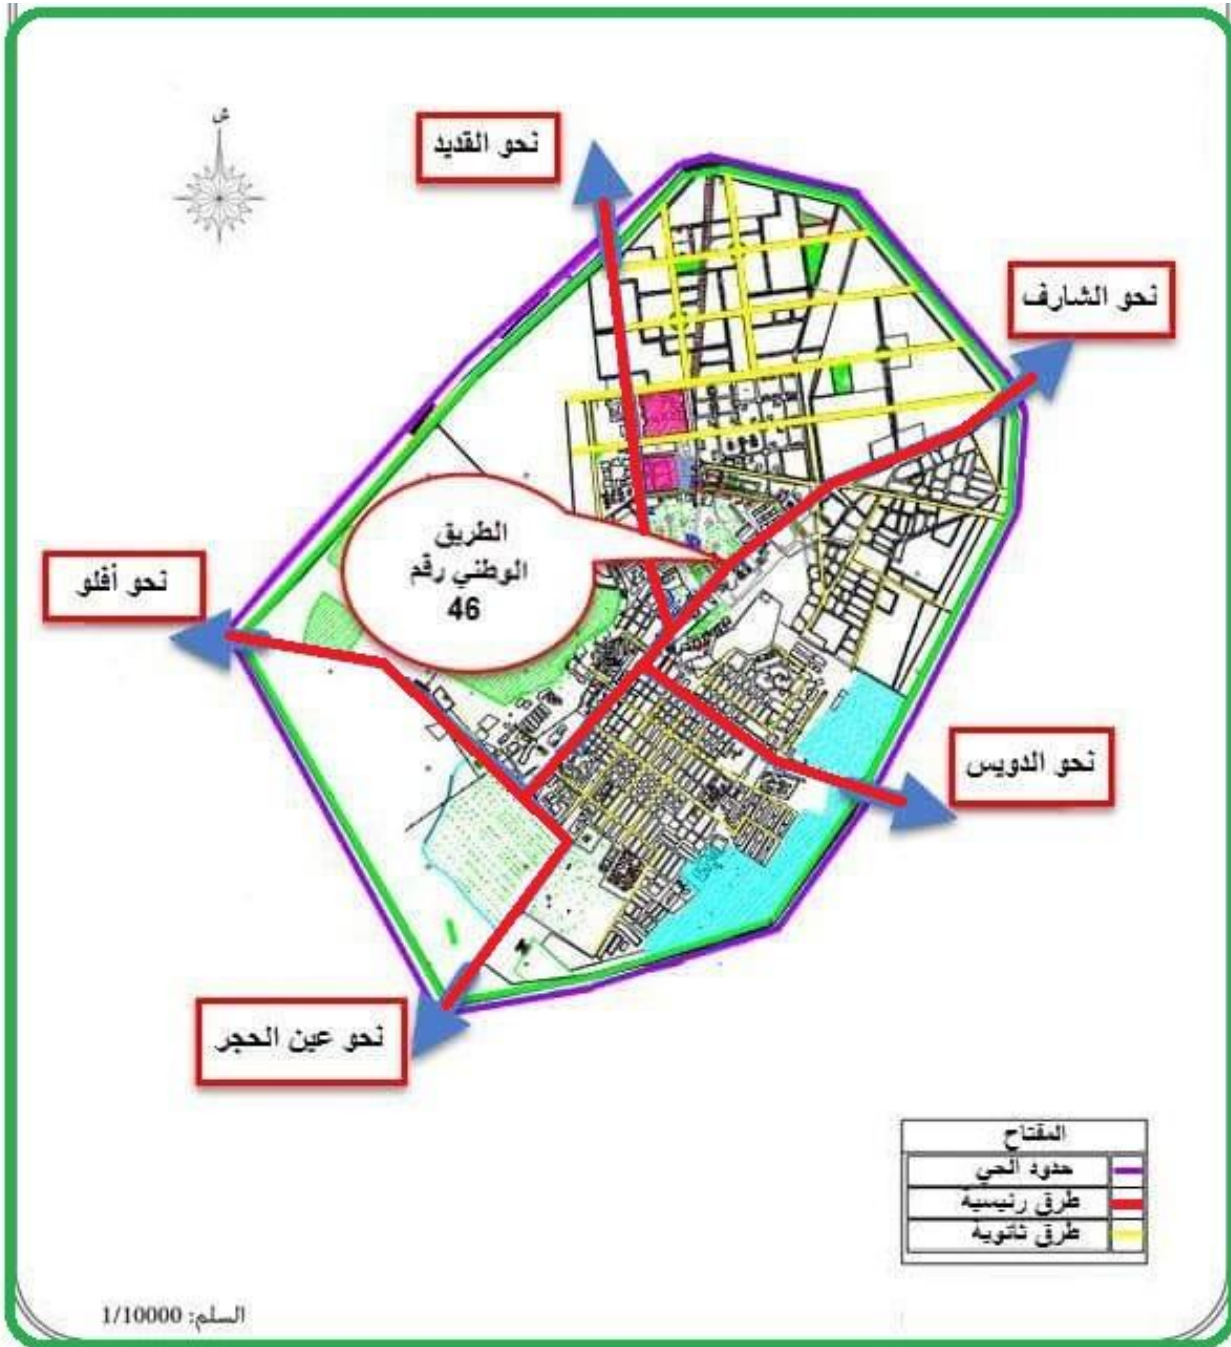 ش
نحو القديد
نحو الشارف
الطريق
الوطني رقم
46
نحو أفلو
نحو الدويس
نحو عين الحجر
المفتاح
حدود الحي
طرق رئيسية
طرق ثانوية
السلم: 1/10000